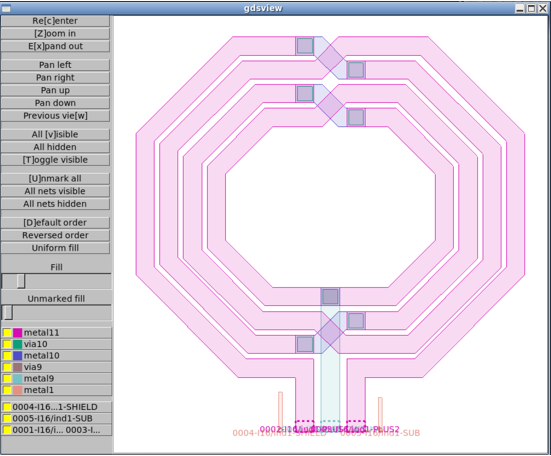 gdsview
Re[c]enter
[Z]oom in
E[x]pand out
Pan left
Pan right
Pan up
Pan down
Previous vie[w]
All [v]isible
All hidden
[T]oggle visible
[U]nmark all
All nets visible
All nets hidden
[D]efault order
Reversed order
Uniform fill
Fill
Unmarked fill
metal11
via10
metal10
via9
metal9
metal1
0004-I16...1-SHIELD
0005-I16/ind1-SUB
0001-I16/i... 0003-I...
0004-I16/ind1-SHIELD 0005-I16/ind1-SUB